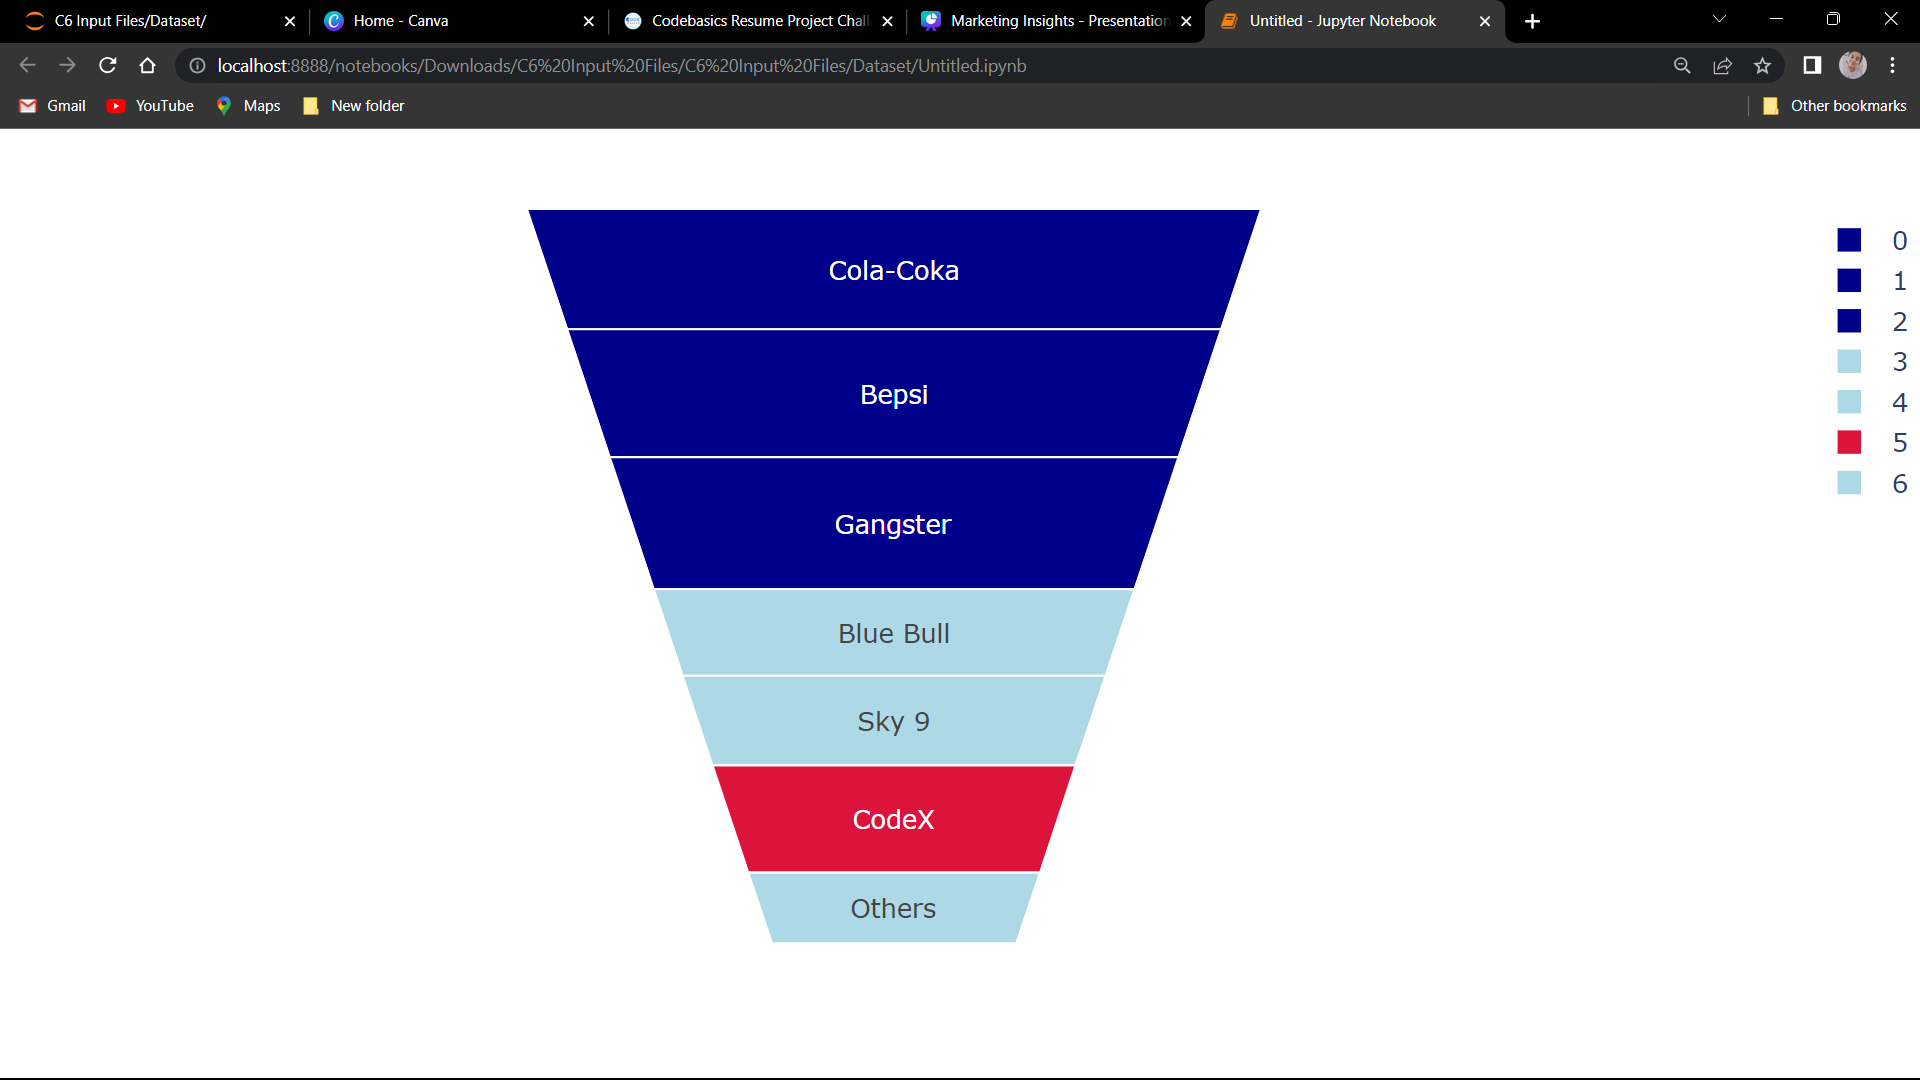 C6 Input Files/Dataset/
Home - Canva
Codebasics Resume Project Chall
Marketing Insights - Presentation
Untitled - Jupyter Notebook
localhost:8888/notebooks/Downloads/C6%20Input%20Files/C6%20Input%20Files/Dataset/Untitled.ipynb
Gmail
YouTube
Maps
New folder
Other bookmarks
Cola-Coka
Bepsi
Gangster
Blue Bull
Sky 9
CodeX
Others
0
1
2
3
4
5
6